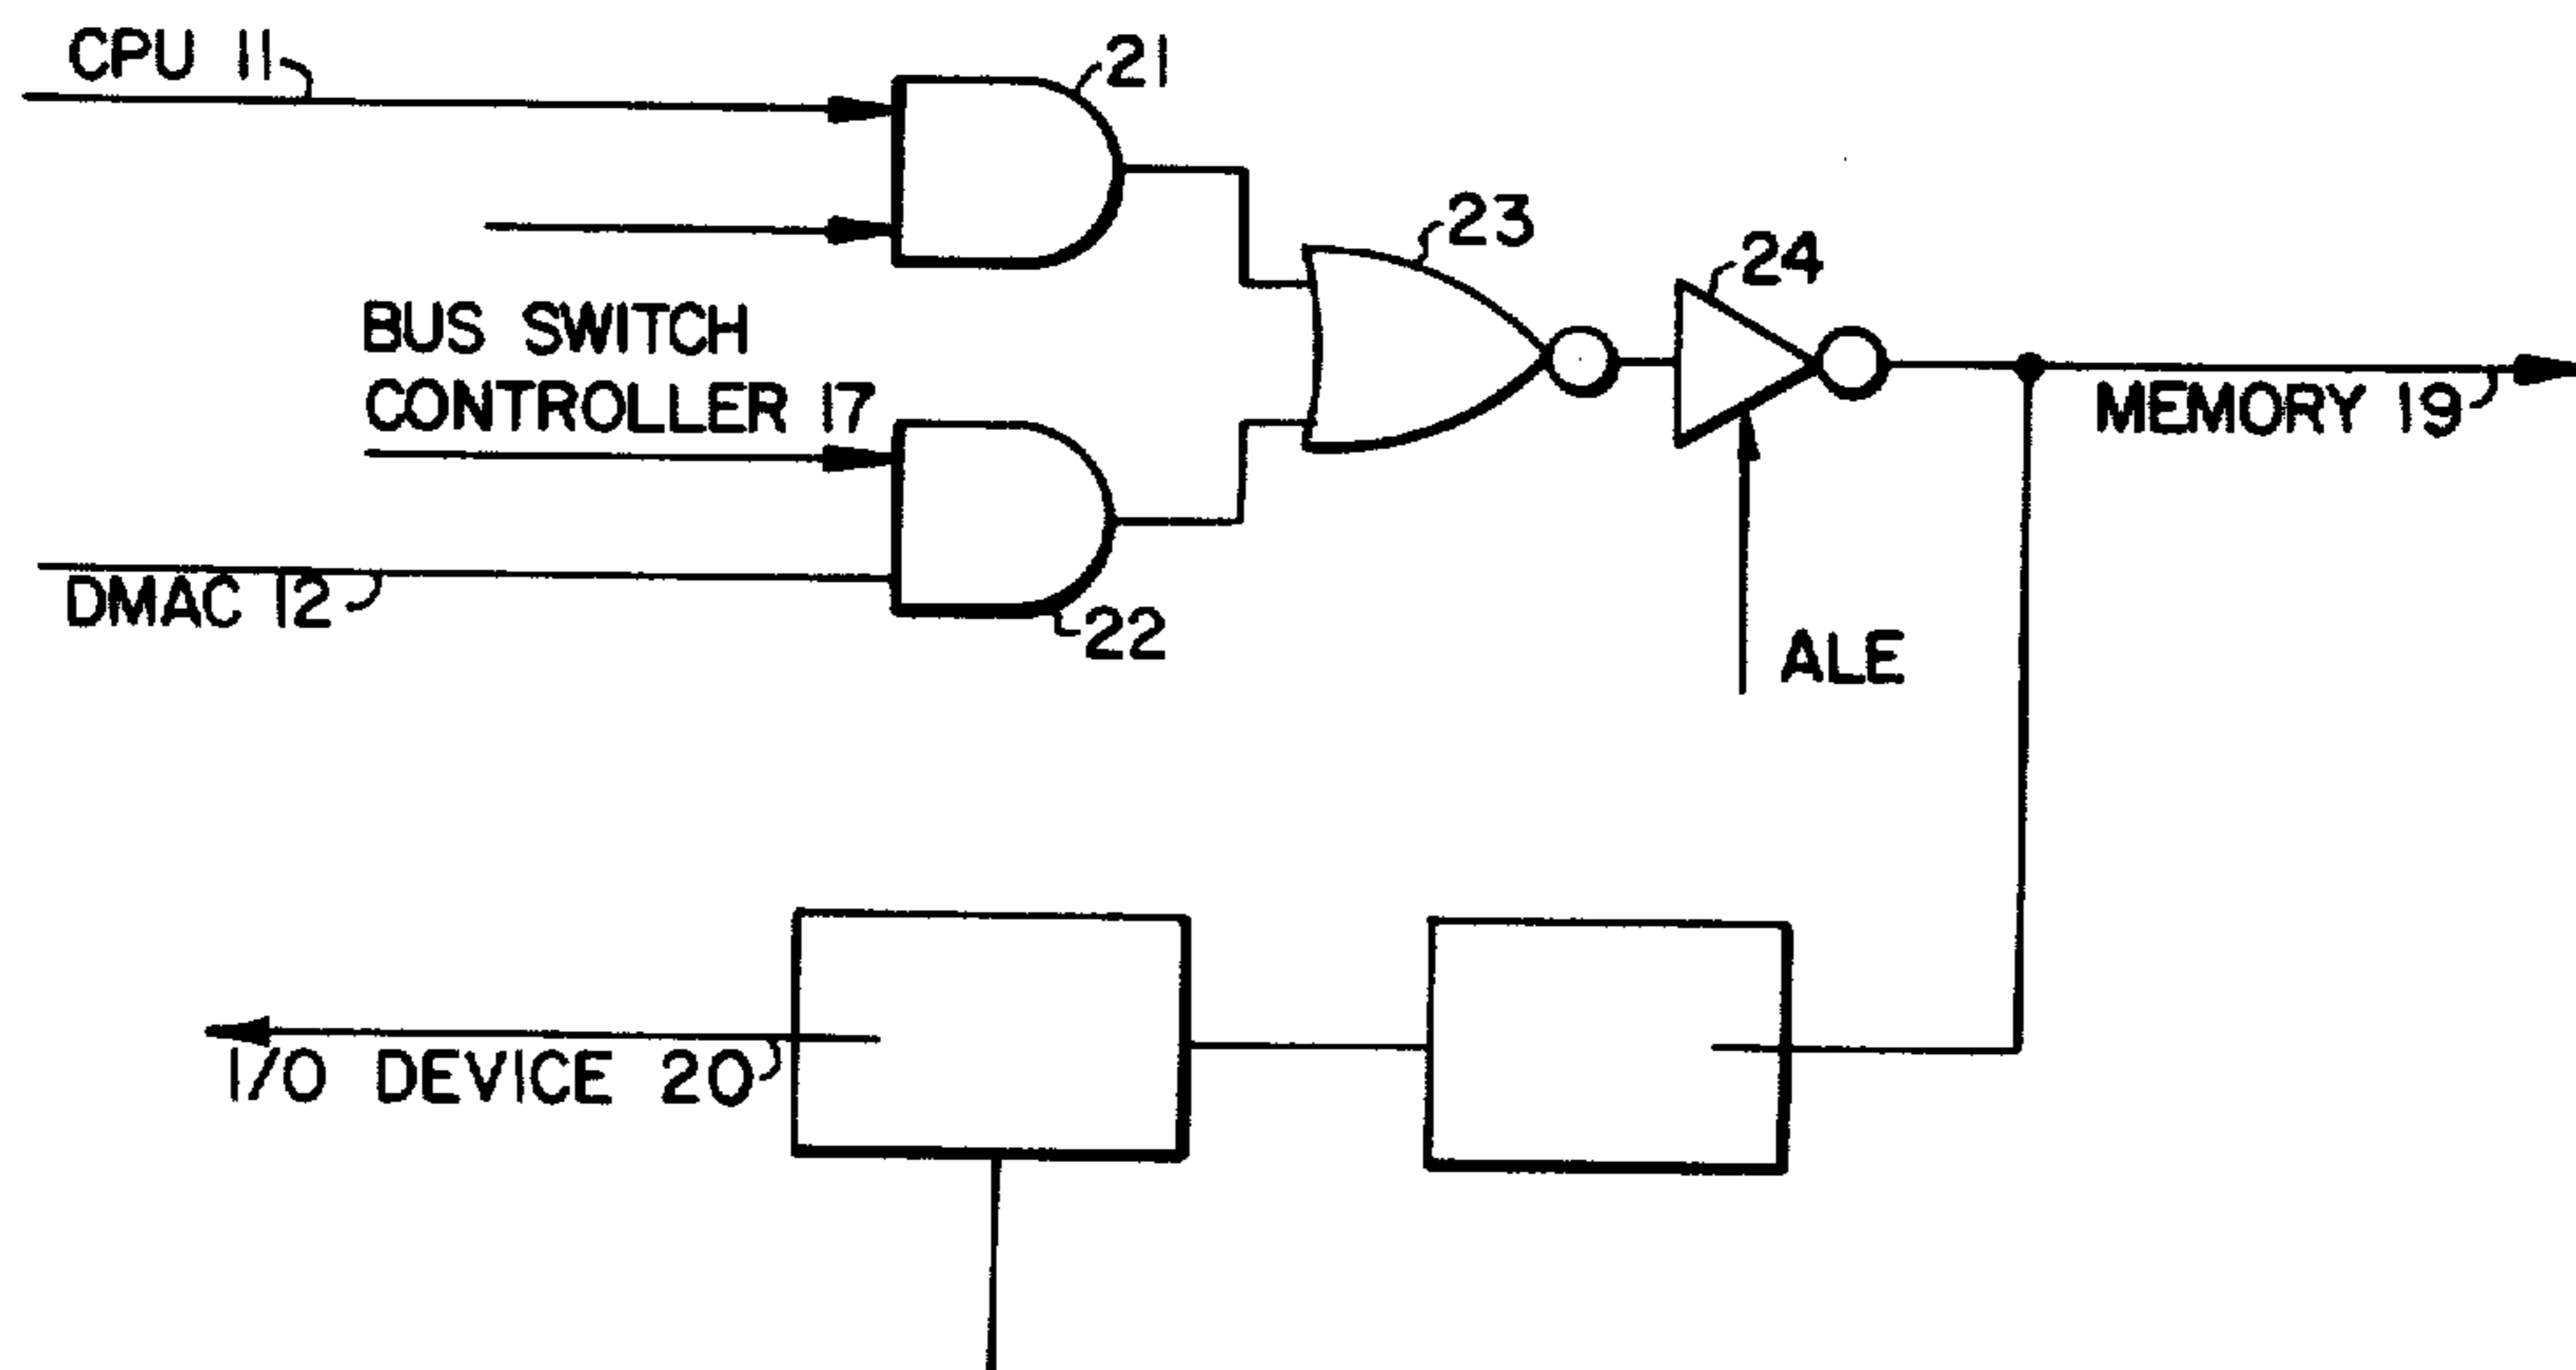 CPU 11
21
23
24
BUS SWITCH
CONTROLLER 17
MEMORY 19
DMAC 12
22
ALE
I/O DEVICE 20